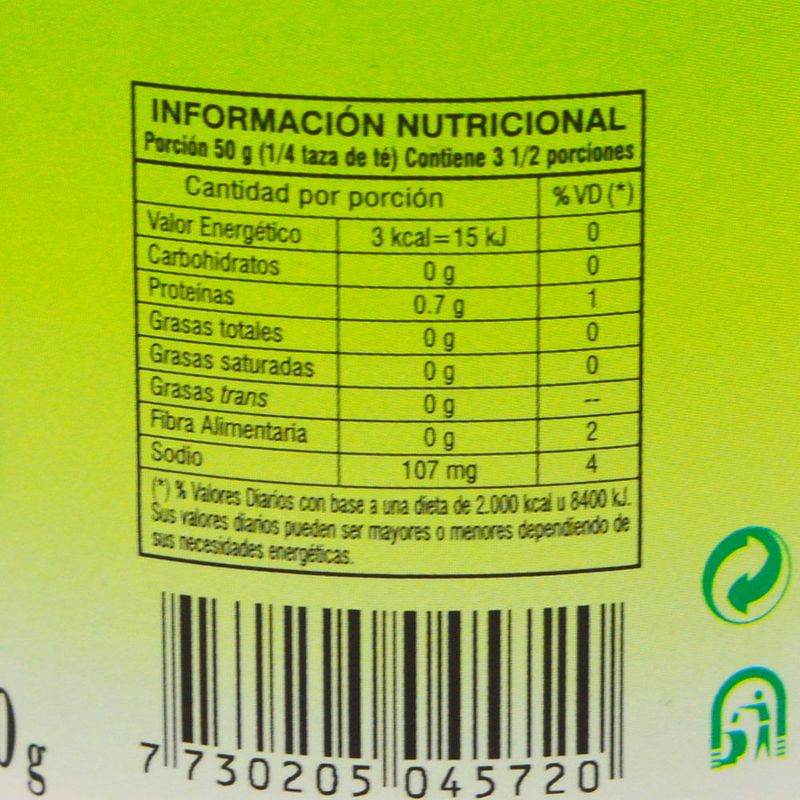 INFORMACIÓN NUTRICIONAL
Porción 50 g (1/4 taza de té) Contiene 3 1/2 porciones
Cantidad por porción % VD (*)
Valor Energético 3 kcal=15 kJ 0
Carbohidratos 0 g 0
Proteínas 0.7 g 1
Grasas totales 0 g 0
Grasas saturadas 0 g 0
Grasas trans 0 g --
Fibra Alimentaria 0 g 2
Sodio 107 mg 4
(*) % Valores Diarios con base a una dieta de 2.000 kcal u 8400 kJ.
Sus valores diarios pueden ser mayores o menores dependiendo de
sus necesidades energéticas.
g
7 730205 045720